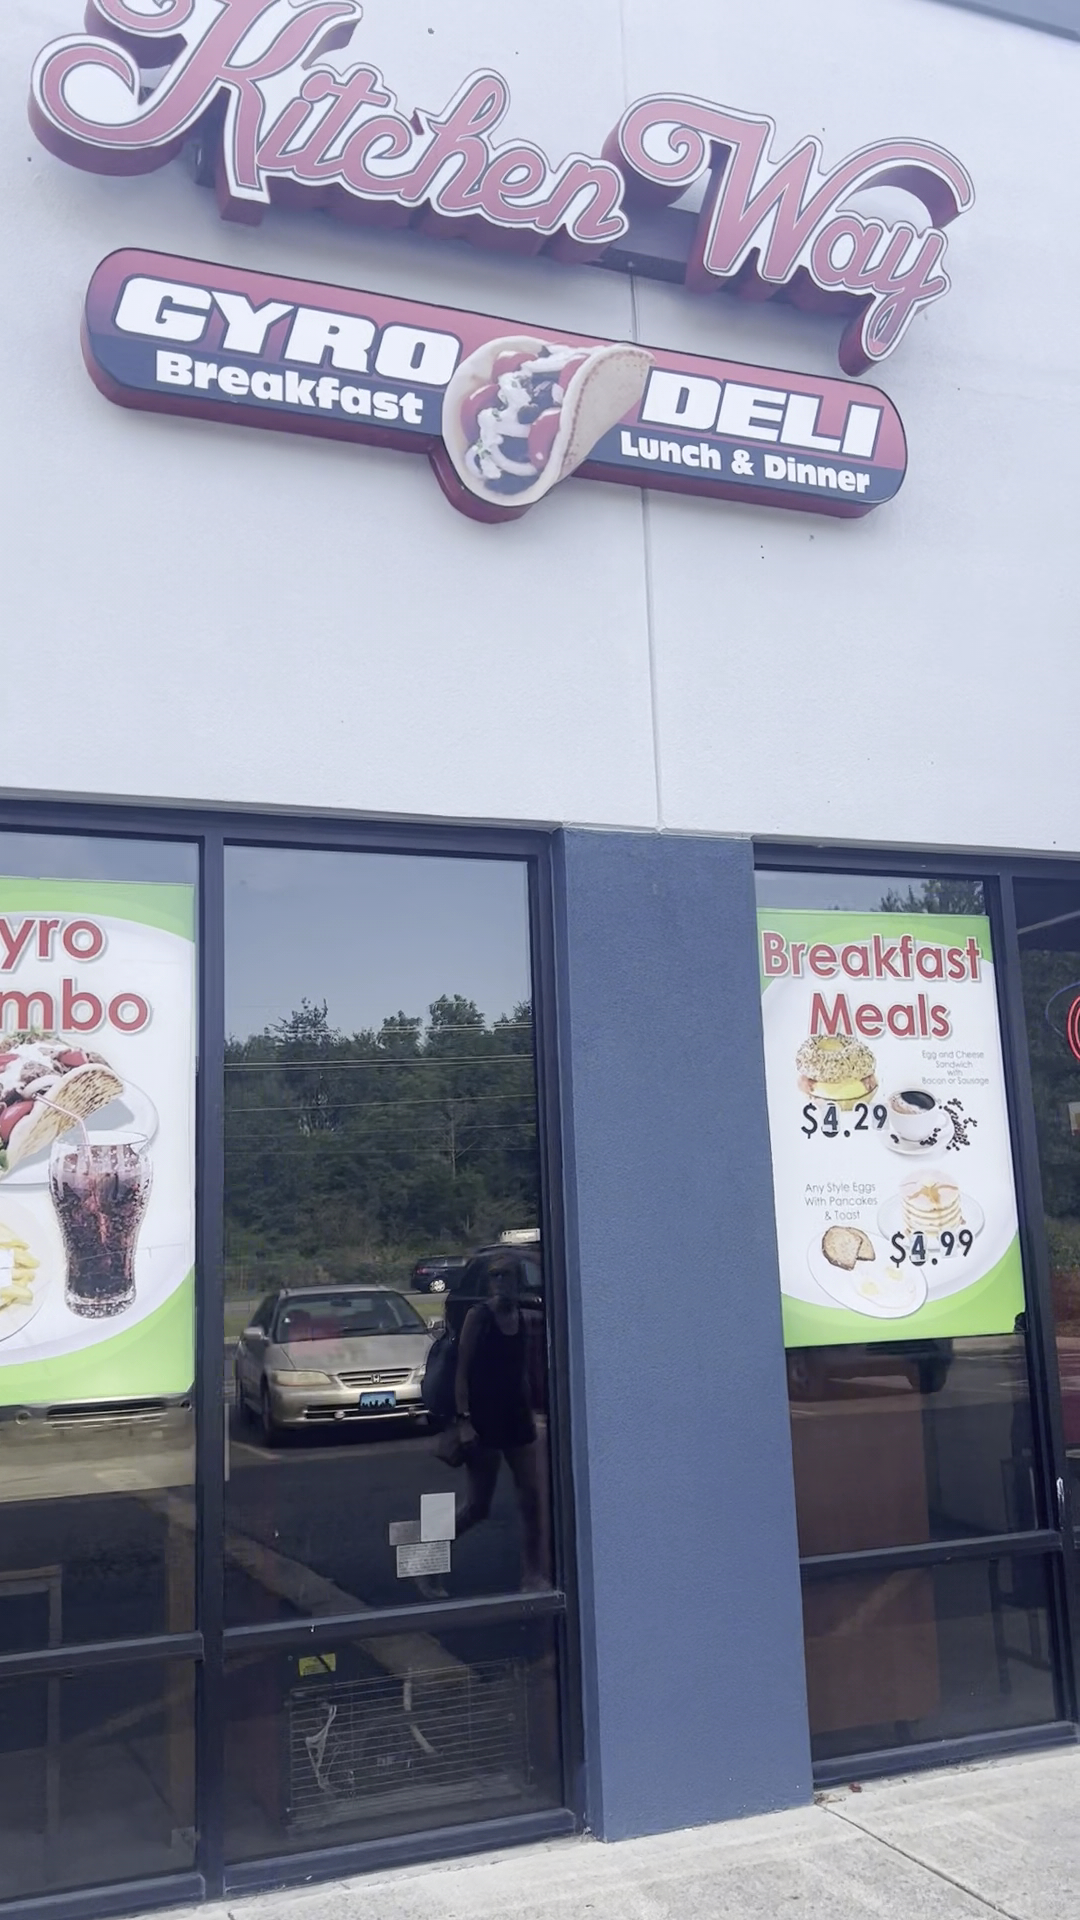 Kitchen Way
GYRO DELI
Breakfast Lunch & Dinner
yro
mbo
Breakfast
Meals
Egg and Cheese
Sandwich
with
Bacon or Sausage
$4.29
Any Style Eggs
With Pancakes
& Toast
$4.99